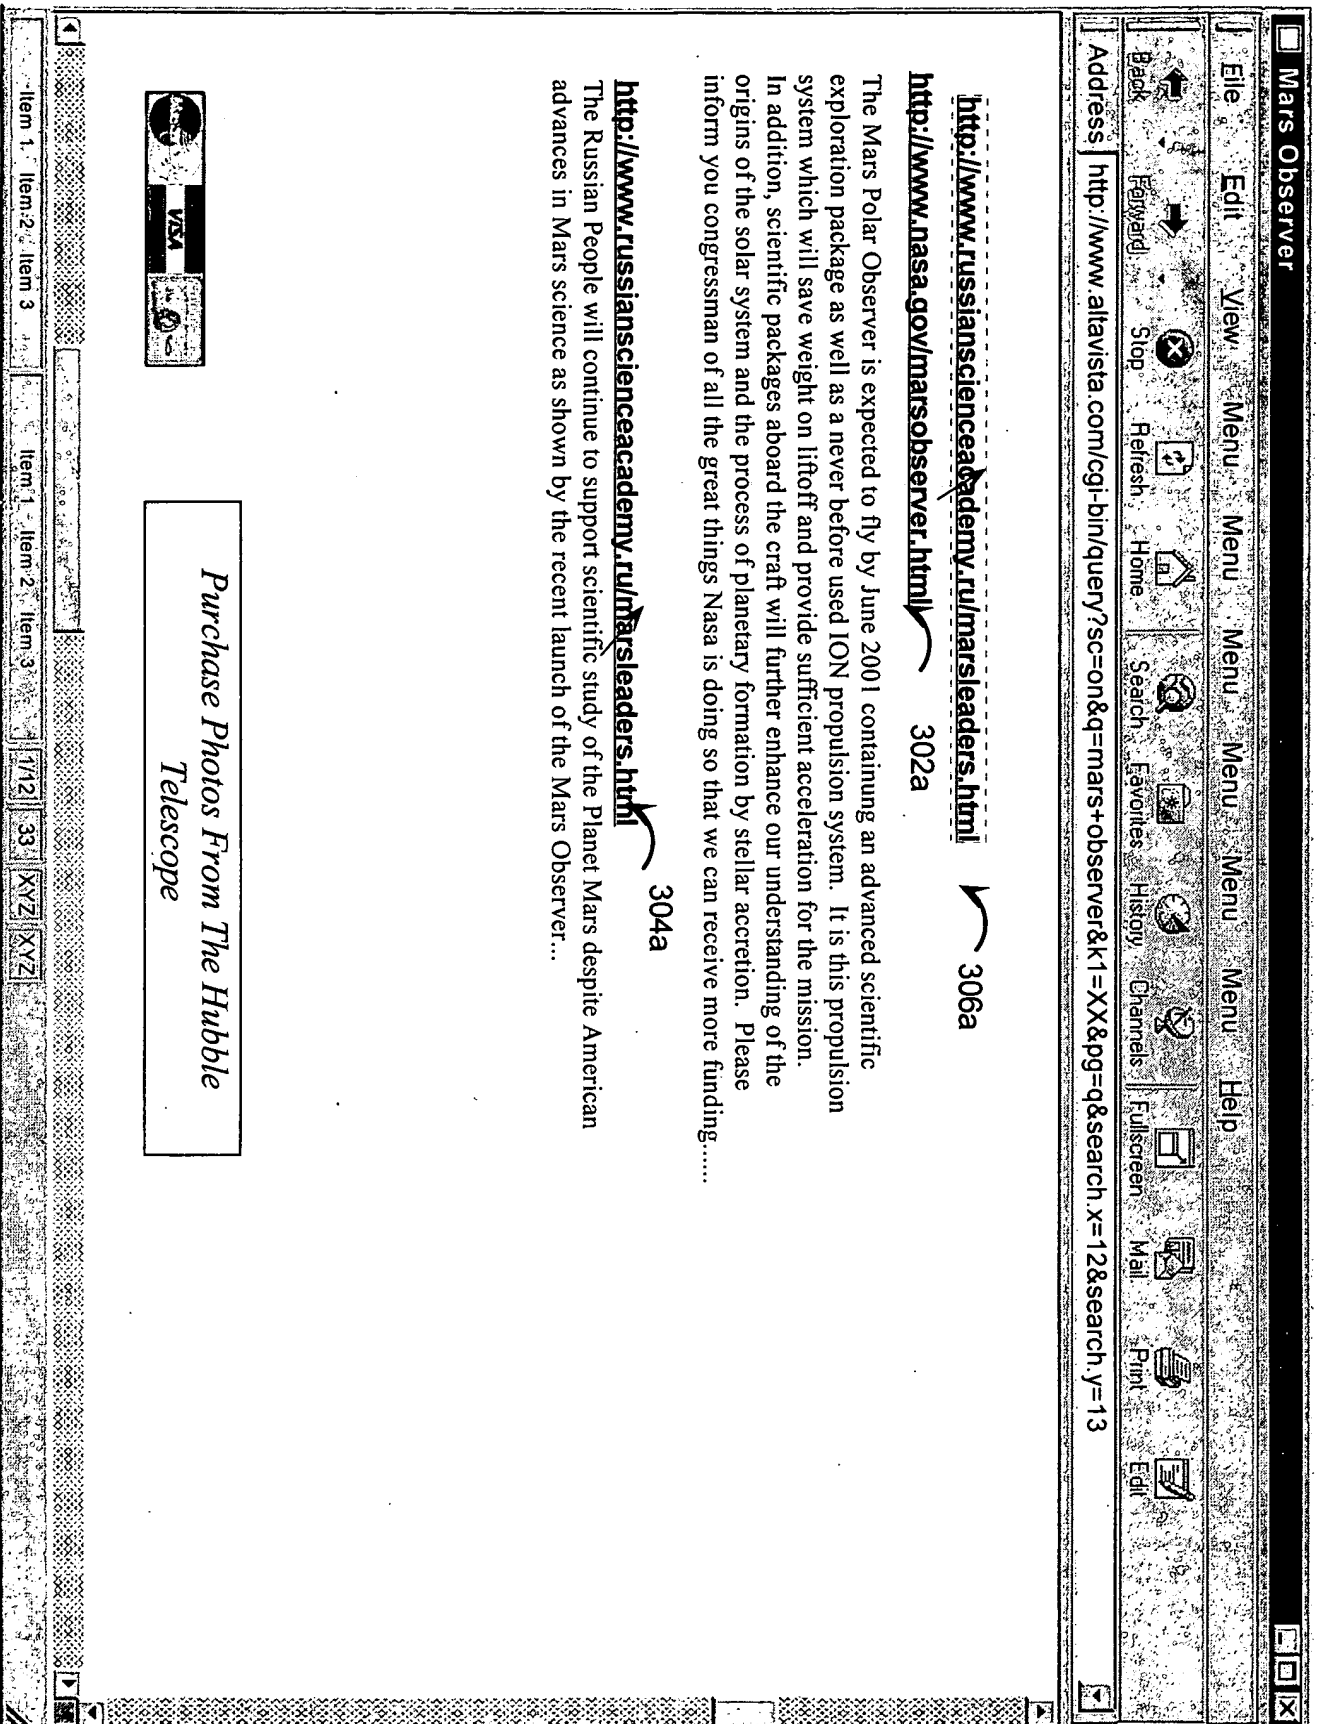 Mars Observer
File Edit View Menu Menu Menu Menu Menu Menu Help
Back Forward Stop Refresh Home Search Favorites History Channels Fullscreen Mail Print Edit
Address http://www.altavista.com/cgi-bin/query?sc=on&q=mars+observer&k1=XX&pg=q&search.x=12&search.y=13
http://www.russianscienceacademy.ru/marsleaders.html 306a
http://www.nasa.gov/marsobserver.html 302a
The Mars Polar Observer is expected to fly by June 2001 containung an advanced scientific
exploration package as well as a never before used ION propulsion system. It is this propulsion
system which will save weight on liftoff and provide sufficient acceleration for the mission.
In addition, scientific packages aboard the craft will further enhance our understanding of the
origins of the solar system and the process of planetary formation by stellar accretion. Please
inform you congressman of all the great things Nasa is doing so that we can receive more funding......
304a
http://www.russianscienceacademy.ru/marsleaders.html
The Russian People will continue to support scientific study of the Planet Mars despite American
advances in Mars science as shown by the recent launch of the Mars Observer...
VISA
Purchase Photos From The Hubble
Telescope
Item 1 Item 2 Item 3 Item 1 Item 2 Item 3 1/12 33 XYZ XYZ